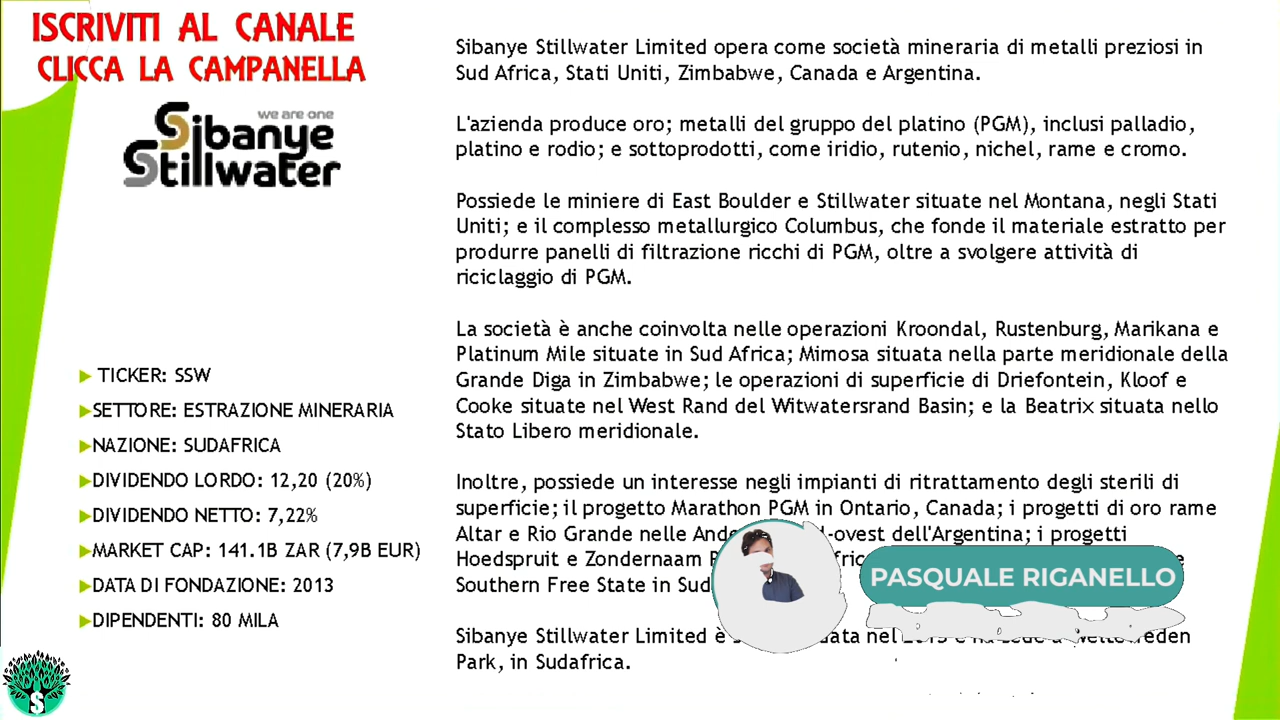 ISCRIVITI AL CANALE
CLICCA LA CAMPANELLA
we are one
Sibanye
Stillwater
TICKER: SSW
SETTORE: ESTRAZIONE MINERARIA
NAZIONE: SUDAFRICA
DIVIDENDO LORDO: 12,20 (20%)
DIVIDENDO NETTO: 7,22%
MARKET CAP: 141.1B ZAR (7,9B EUR)
DATA DI FONDAZIONE: 2013
DIPENDENTI: 80 MILA
Sibanye Stillwater Limited opera come società mineraria di metalli preziosi in
Sud Africa, Stati Uniti, Zimbabwe, Canada e Argentina.
L'azienda produce oro; metalli del gruppo del platino (PGM), inclusi palladio,
platino e rodio; e sottoprodotti, come iridio, rutenio, nichel, rame e cromo.
Possiede le miniere di East Boulder e Stillwater situate nel Montana, negli Stati
Uniti; e il complesso metallurgico Columbus, che fonde il materiale estratto per
produrre panelli di filtrazione ricchi di PGM, oltre a svolgere attività di
riciclaggio di PGM.
La società è anche coinvolta nelle operazioni Kroondal, Rustenburg, Marikana e
Platinum Mile situate in Sud Africa; Mimosa situata nella parte meridionale della
Grande Diga in Zimbabwe; le operazioni di superficie di Driefontein, Kloof e
Cooke situate nel West Rand del Witwatersrand Basin; e la Beatrix situata nello
Stato Libero meridionale.
Inoltre, possiede un interesse negli impianti di ritrattamento degli sterili di
superficie; il progetto Marathon PGM in Ontario, Canada; i progetti di oro rame
Altar e Rio Grande nelle -ovest dell'Argentina; i progetti
Hoedspruit e Zondernaam e
Southern Free State in
Sibanye Stillwater Limited è nel
Park, in Sudafrica.
PASQUALE RIGANELLO